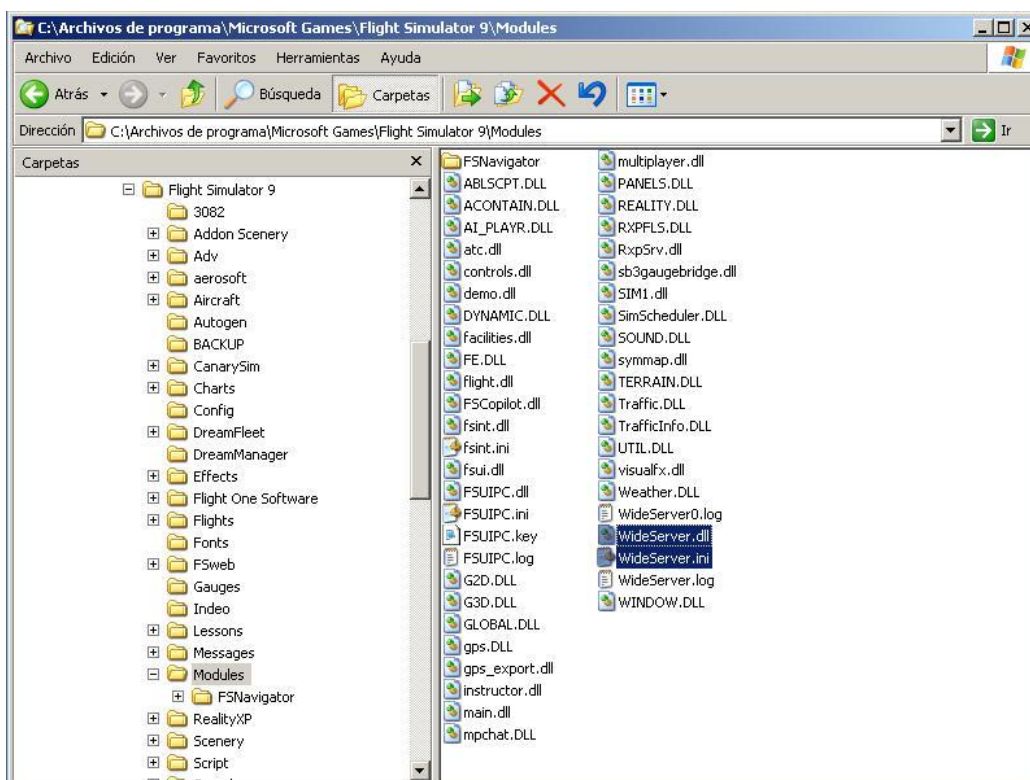 C:\Archivos de programa\Microsoft Games\Flight Simulator 9\Modules
Archivo Edición Ver Favoritos Herramientas Ayuda
Atrás Búsqueda Carpetas
Dirección C:\Archivos de programa\Microsoft Games\Flight Simulator 9\Modules Ir
Carpetas
Flight Simulator 9
3082
Addon Scenery
Adv
aerosoft
Aircraft
Autogen
BACKUP
CanarySim
Charts
Config
DreamFleet
DreamManager
Effects
Flight One Software
Flights
Fonts
FSweb
Gauges
Indeo
Lessons
Messages
Modules
FSNavigator
RealityXP
Scenery
Script
FSNavigator
ABLSCPT.DLL
ACONTAIN.DLL
AI_PLAYR.DLL
atc.dll
controls.dll
demo.dll
DYNAMIC.DLL
facilities.dll
FE.DLL
flight.dll
FSCopilot.dll
fsint.dll
fsint.ini
fsui.dll
FSUIPC.dll
FSUIPC.ini
FSUIPC.key
FSUIPC.log
G2D.DLL
G3D.DLL
GLOBAL.DLL
gps.DLL
gps_export.dll
instructor.dll
main.dll
mpchat.DLL
multiplayer.dll
PANELS.DLL
REALITY.DLL
RXPFLS.DLL
RxpSrv.dll
sb3gaugebridge.dll
SIM1.dll
SimScheduler.DLL
SOUND.DLL
symmap.dll
TERRAIN.DLL
Traffic.DLL
TrafficInfo.DLL
UTIL.DLL
visualfx.dll
Weather.DLL
WideServer0.log
WideServer.dll
WideServer.ini
WideServer.log
WINDOW.DLL